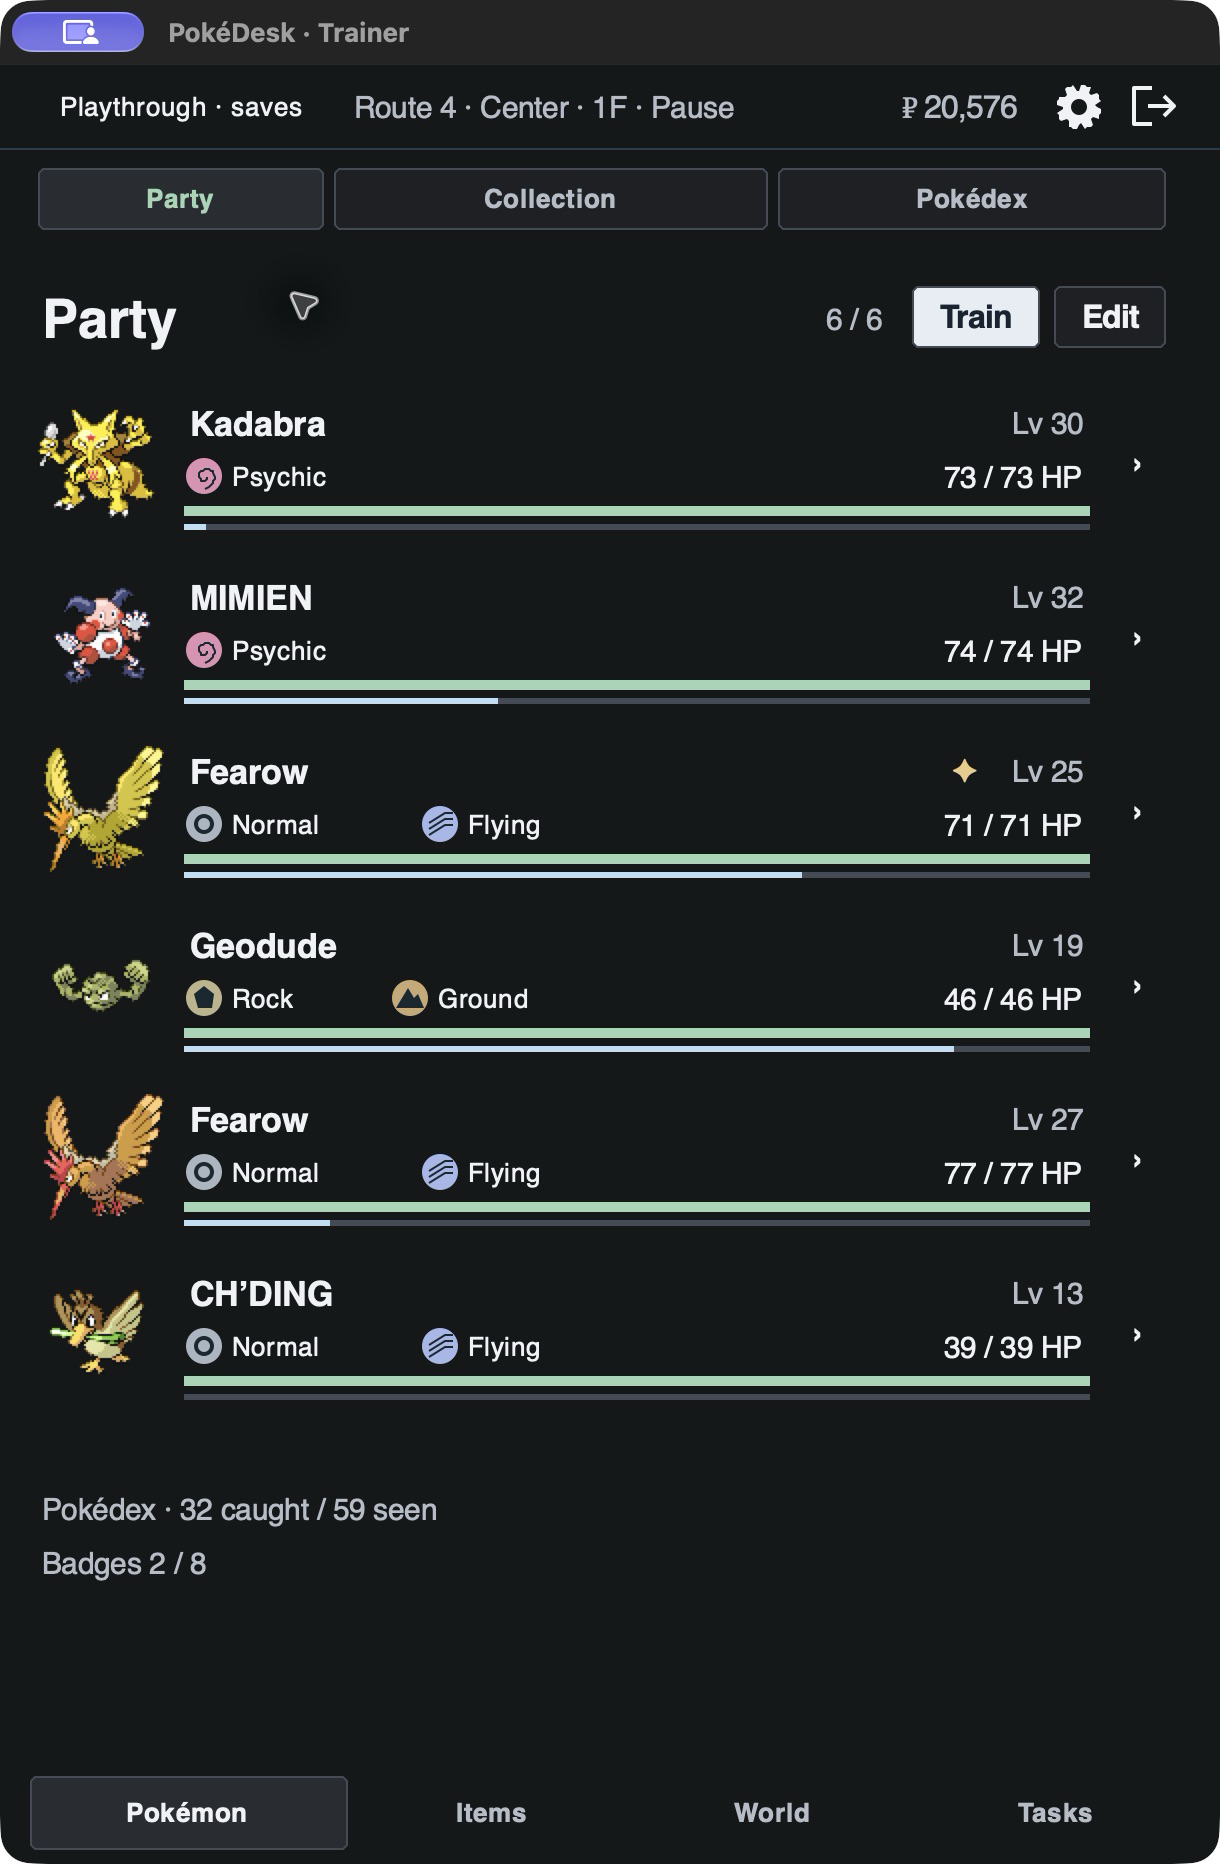 PokéDesk · Trainer
Playthrough · saves Route 4 · Center · 1F · Pause ₽ 20,576
Party Collection Pokédex
Party 6 / 6 Train Edit
Kadabra Lv 30
Psychic 73 / 73 HP
MIMIEN Lv 32
Psychic 74 / 74 HP
Fearow Lv 25
Normal Flying 71 / 71 HP
Geodude Lv 19
Rock Ground 46 / 46 HP
Fearow Lv 27
Normal Flying 77 / 77 HP
CH’DING Lv 13
Normal Flying 39 / 39 HP
Pokédex · 32 caught / 59 seen
Badges 2 / 8
Pokémon Items World Tasks